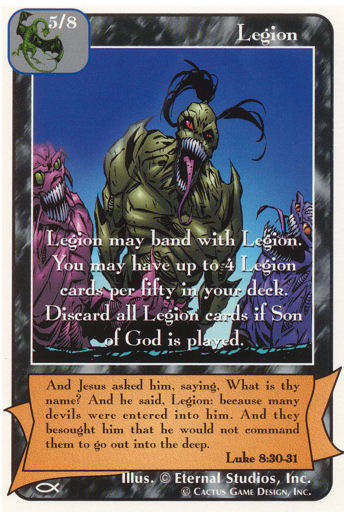 5/8
Legion
Legion may band with Legion.
You may have up to 4 Legion
cards per fifty in your deck.
Discard all Legion cards if Son
of God is played.
And Jesus asked him, saying, What is thy
name? And he said, Legion: because many
devils were entered into him. And they
besought him that he would not command
them to go out into the deep.
Luke 8:30-31
Illus. © Eternal Studios, Inc.
© Cactus Game Design, Inc.